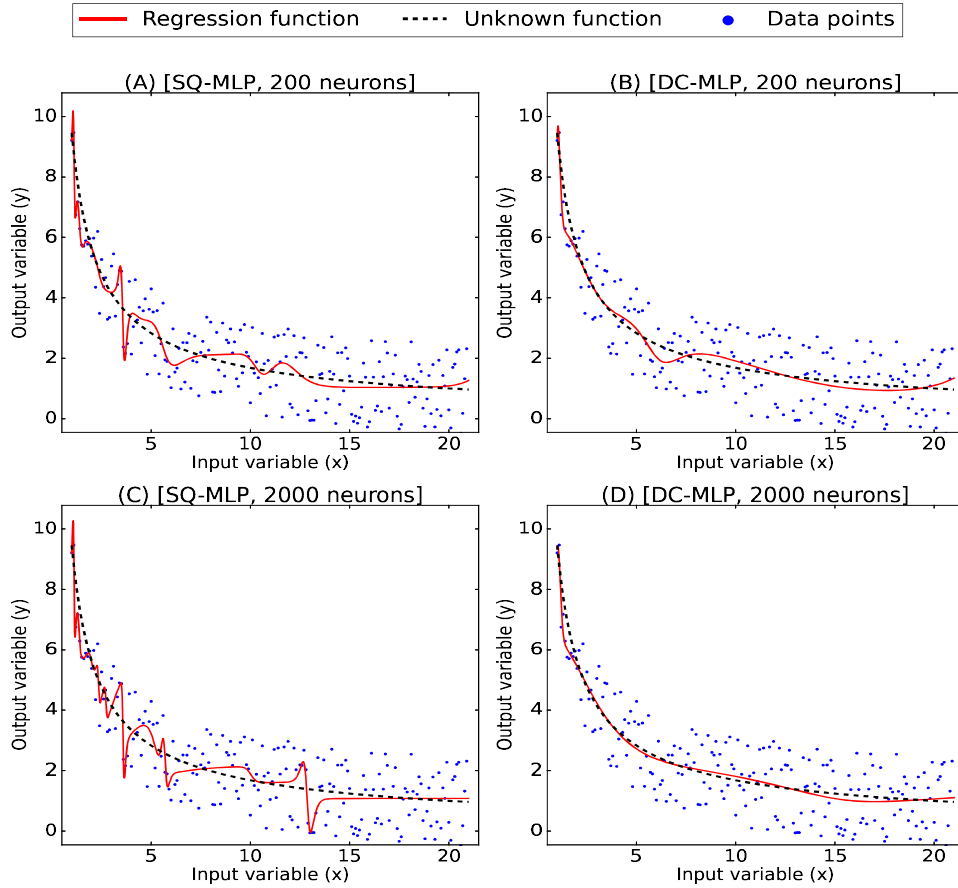 Regression function Unknown function Data points
(A) [SQ-MLP, 200 neurons]
Output variable (y)
10
8
6
4
2
0
5 10 15 20
Input variable (x)
(B) [DC-MLP, 200 neurons]
Output variable (y)
10
8
6
4
2
0
5 10 15 20
Input variable (x)
(C) [SQ-MLP, 2000 neurons]
Output variable (y)
10
8
6
4
2
0
5 10 15 20
Input variable (x)
(D) [DC-MLP, 2000 neurons]
Output variable (y)
10
8
6
4
2
0
5 10 15 20
Input variable (x)